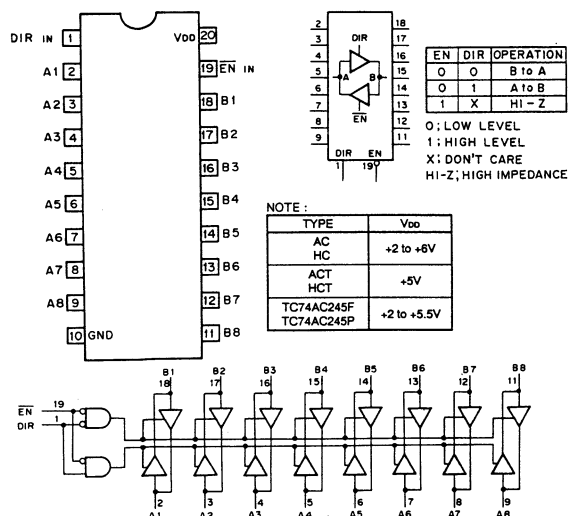 DIR IN 1
VDD 20
A1 2
19 EN IN
A2 3
18 B1
A3 4
17 B2
A4 5
16 B3
A5 6
15 B4
A6 7
14 B5
A7 8
13 B6
A8 9
12 B7
10 GND
11 B8
2
3
4
5
6
7
8
9
18
17
16
15
14
13
12
11
DIR
A
B
EN
DIR
EN
1
19
EN DIR OPERATION
0 0 B to A
0 1 A to B
1 X HI-Z
0; LOW LEVEL
1; HIGH LEVEL
X; DON'T CARE
HI-Z; HIGH IMPEDANCE
NOTE :
TYPE VDD
AC
HC
+2 to +6V
ACT
HCT
+5V
TC74AC245F
TC74AC245P
+2 to +5.5V
B1 B2 B3 B4 B5 B6 B7 B8
18 17 16 15 14 13 12 11
EN 19
DIR 1
2 3 4 5 6 7 8 9
A1 A2 A3 A4 A5 A6 A7 A8